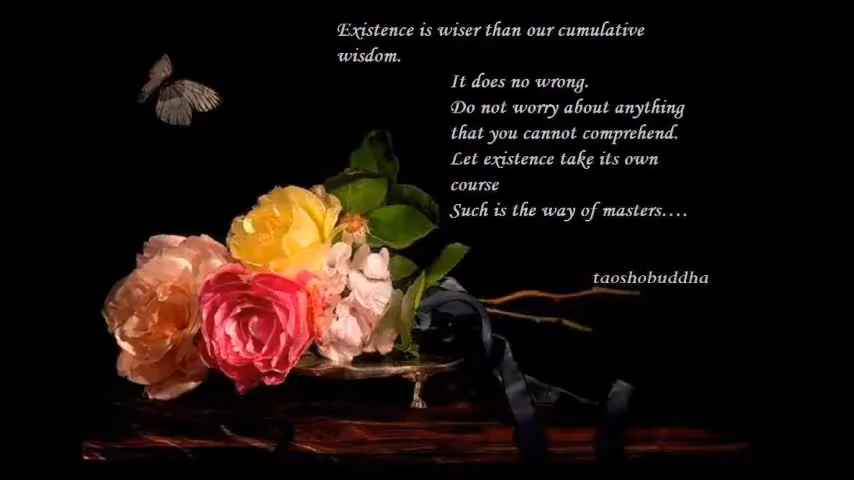 Existence is wiser than our cumulative
wisdom.
It does no wrong.
Do not worry about anything
that you cannot comprehend.
Let existence take its own
course
Such is the way of masters....
taoshobuddha